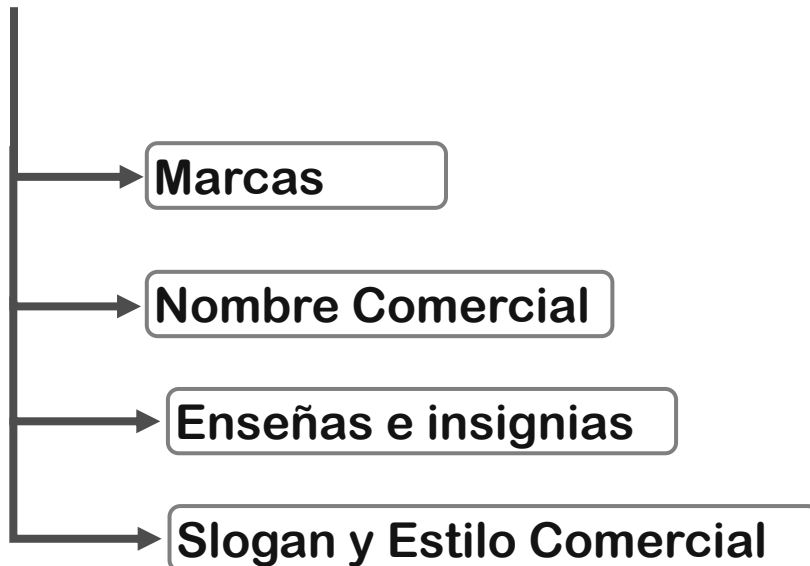 Marcas
Nombre Comercial
Enseñas e insignias
Slogan y Estilo Comercial